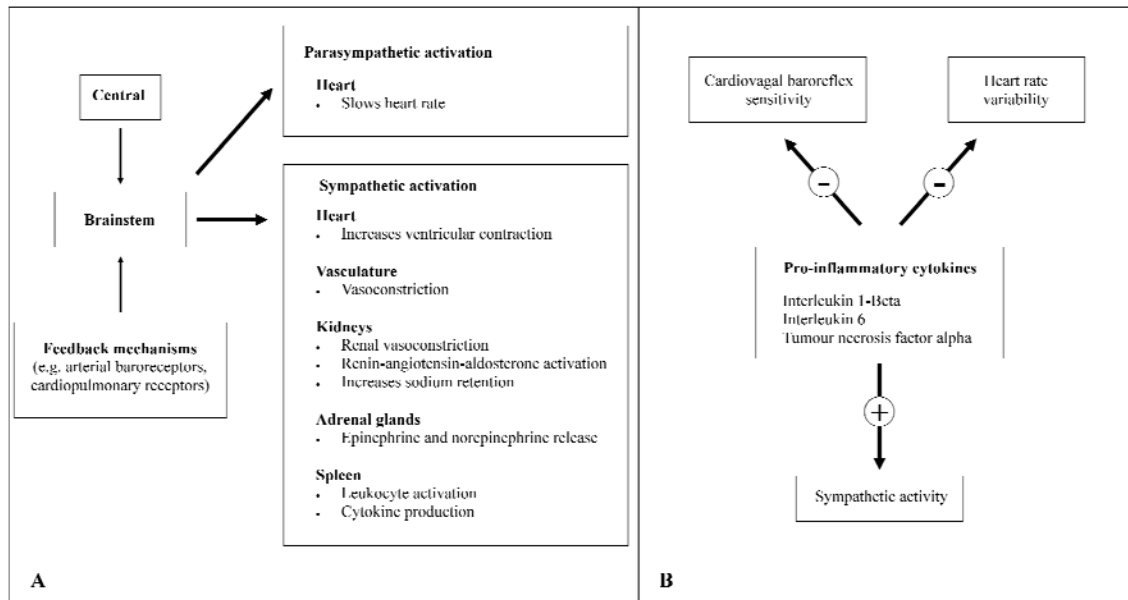 Central
Brainstem
Feedback mechanisms
(e.g. arterial baroreceptors,
cardiopulmonary receptors)
Parasympathetic activation
Heart
• Slows heart rate
Sympathetic activation
Heart
• Increases ventricular contraction
Vasculature
• Vasoconstriction
Kidneys
• Renal vasoconstriction
• Renin-angiotensin-aldosterone activation
• Increases sodium retention
Adrenal glands
• Epinephrine and norepinephrine release
Spleen
• Leukocyte activation
• Cytokine production
A
Cardiovagal baroreflex
sensitivity
Heart rate
variability
-
-
Pro-inflammatory cytokines
Interleukin 1-Beta
Interleukin 6
Tumour necrosis factor alpha
+
Sympathetic activity
B